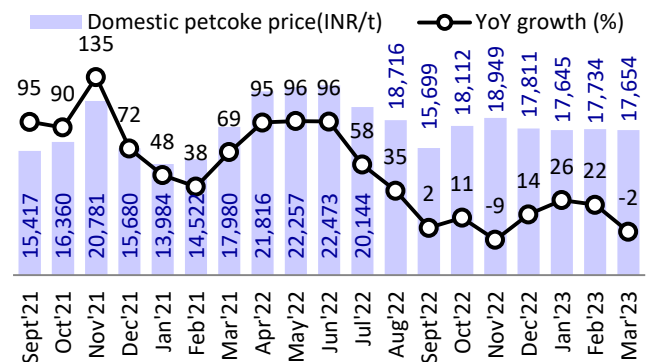 Domestic petcoke price(INR/t) YoY growth (%)
95
90
135
72
48
38
69
95
96
96
58
35
2
11
-9
14
26
22
-2
15,417
16,360
20,781
15,680
13,984
14,522
17,980
21,816
22,257
22,473
20,144
18,716
15,699
18,112
18,949
17,811
17,645
17,734
17,654
Sept'21
Oct'21
Nov'21
Dec'21
Jan'21
Feb'21
Mar'21
Apr'22
May'22
Jun'22
Jul'22
Aug'22
Sept'22
Oct'22
Nov'22
Dec'22
Jan'23
Feb'23
Mar'23